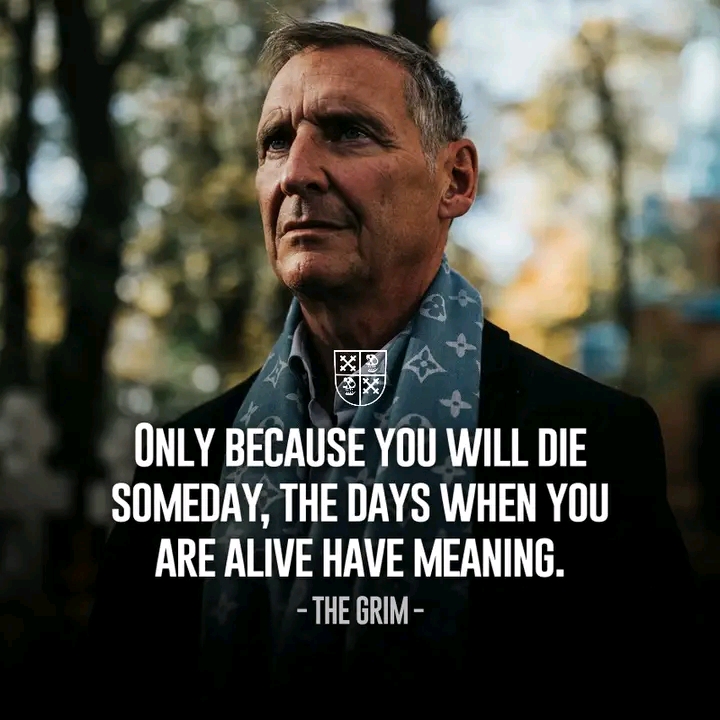 ONLY BECAUSE YOU WILL DIE
SOMEDAY, THE DAYS WHEN YOU
ARE ALIVE HAVE MEANING.
- THE GRIM -